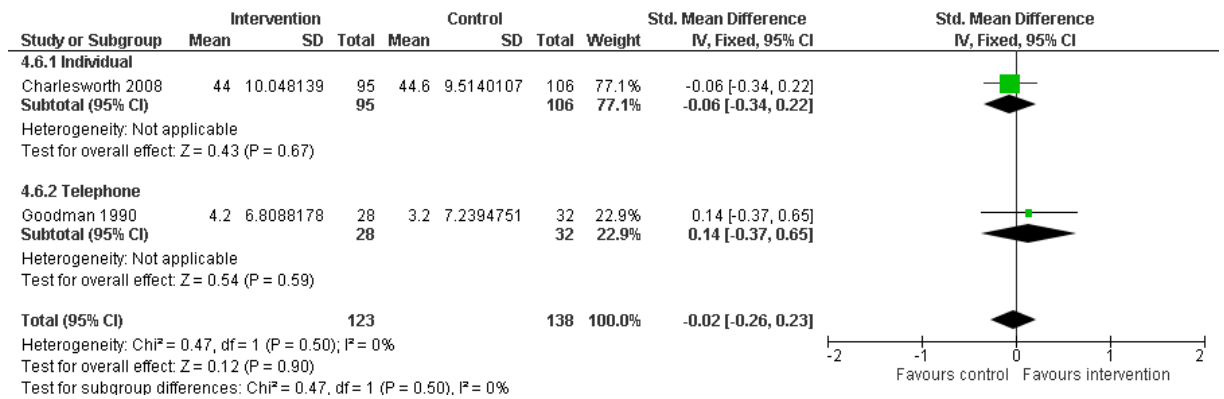 Intervention Control Std. Mean Difference Std. Mean Difference
Study or Subgroup Mean SD Total Mean SD Total Weight IV, Fixed, 95% CI IV, Fixed, 95% CI
4.6.1 Individual
Charlesworth 2008 44 10.048139 95 44.6 9.5140107 106 77.1% -0.06 [-0.34, 0.22]
Subtotal (95% CI) 95 106 77.1% -0.06 [-0.34, 0.22]
Heterogeneity: Not applicable
Test for overall effect: Z = 0.43 (P = 0.67)
4.6.2 Telephone
Goodman 1990 4.2 6.8088178 28 3.2 7.2394751 32 22.9% 0.14 [-0.37, 0.65]
Subtotal (95% CI) 28 32 22.9% 0.14 [-0.37, 0.65]
Heterogeneity: Not applicable
Test for overall effect: Z = 0.54 (P = 0.59)
Total (95% CI) 123 138 100.0% -0.02 [-0.26, 0.23]
Heterogeneity: Chi² = 0.47, df = 1 (P = 0.50); I² = 0%
Test for overall effect: Z = 0.12 (P = 0.90)
Test for subgroup differences: Chi² = 0.47, df = 1 (P = 0.50), I² = 0%
-2 -1 0 1 2
Favours control Favours intervention